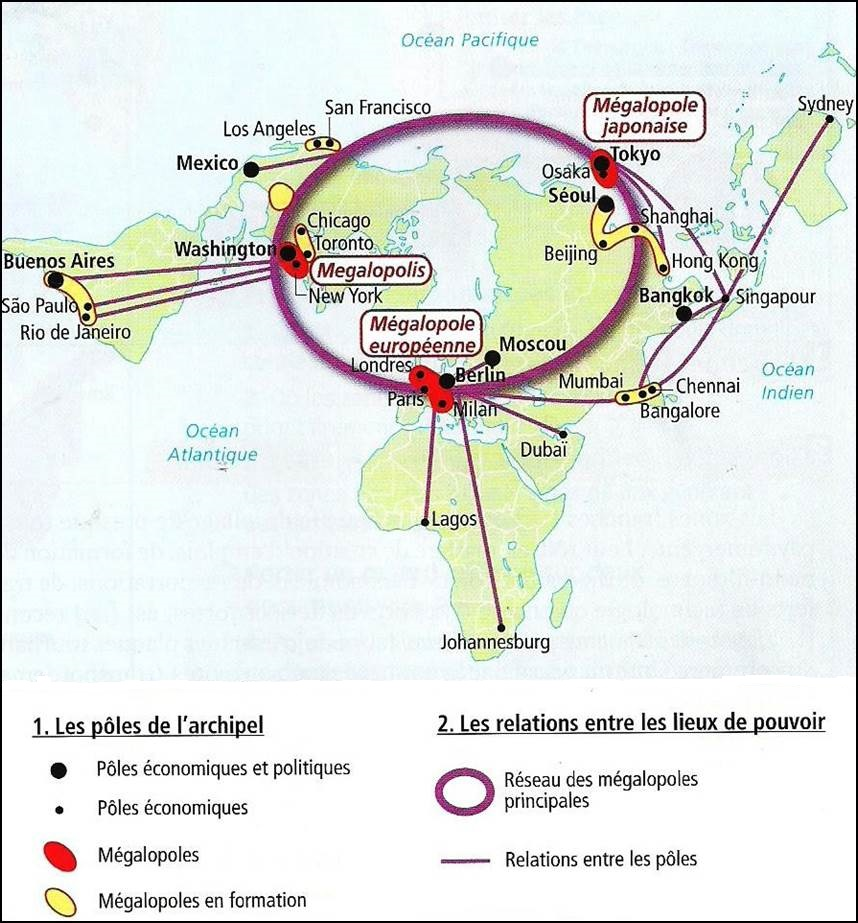 Océan Pacifique
San Francisco
Los Angeles
Mexico
Mégalopole
japonaise
Sydney
Tokyo
Osaka
Séoul
Shanghai
Beijing
Hong Kong
Chicago
Toronto
Washington
Megalopolis
New York
Buenos Aires
São Paulo
Rio de Janeiro
Bangkok
Singapour
Mégalopole
européenne
Moscou
Londres
Berlin
Paris
Milan
Mumbai
Chennai
Bangalore
Océan
Indien
Dubaï
Océan
Atlantique
Lagos
Johannesburg
1. Les pôles de l'archipel
Pôles économiques et politiques
Pôles économiques
Mégalopoles
Mégalopoles en formation
2. Les relations entre les lieux de pouvoir
Réseau des mégalopoles
principales
Relations entre les pôles